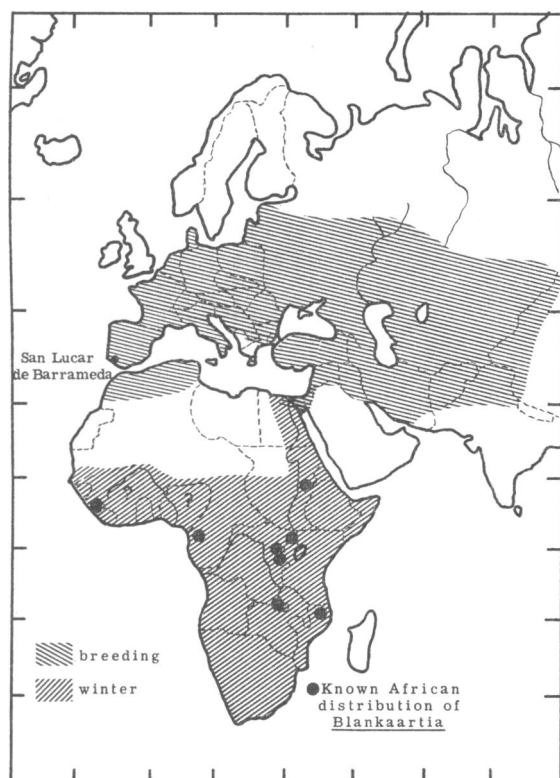 San Lucar
de Barrameda
?
?
breeding
winter
Known African
distribution of
Blankaartia